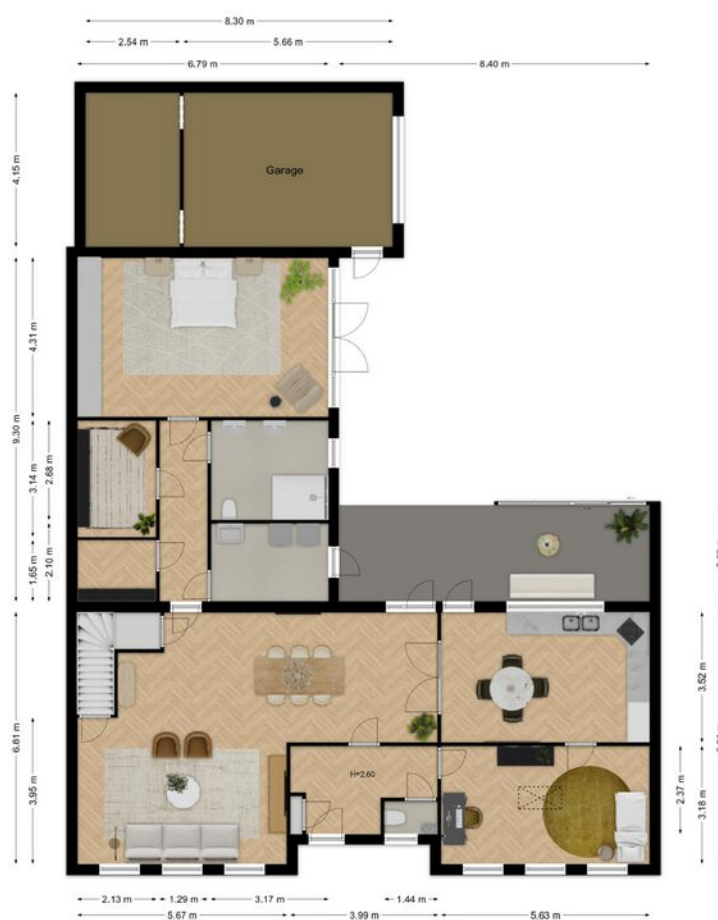 8.30 m
2.54 m
5.66 m
6.79 m
8.40 m
4.15 m
Garage
4.31 m
9.30 m
3.14 m
2.68 m
1.65 m
2.10 m
6.81 m
3.95 m
3.52 m
H=2.60
2.37 m
3.18 m
2.13 m
1.29 m
3.17 m
1.44 m
5.67 m
3.99 m
5.63 m